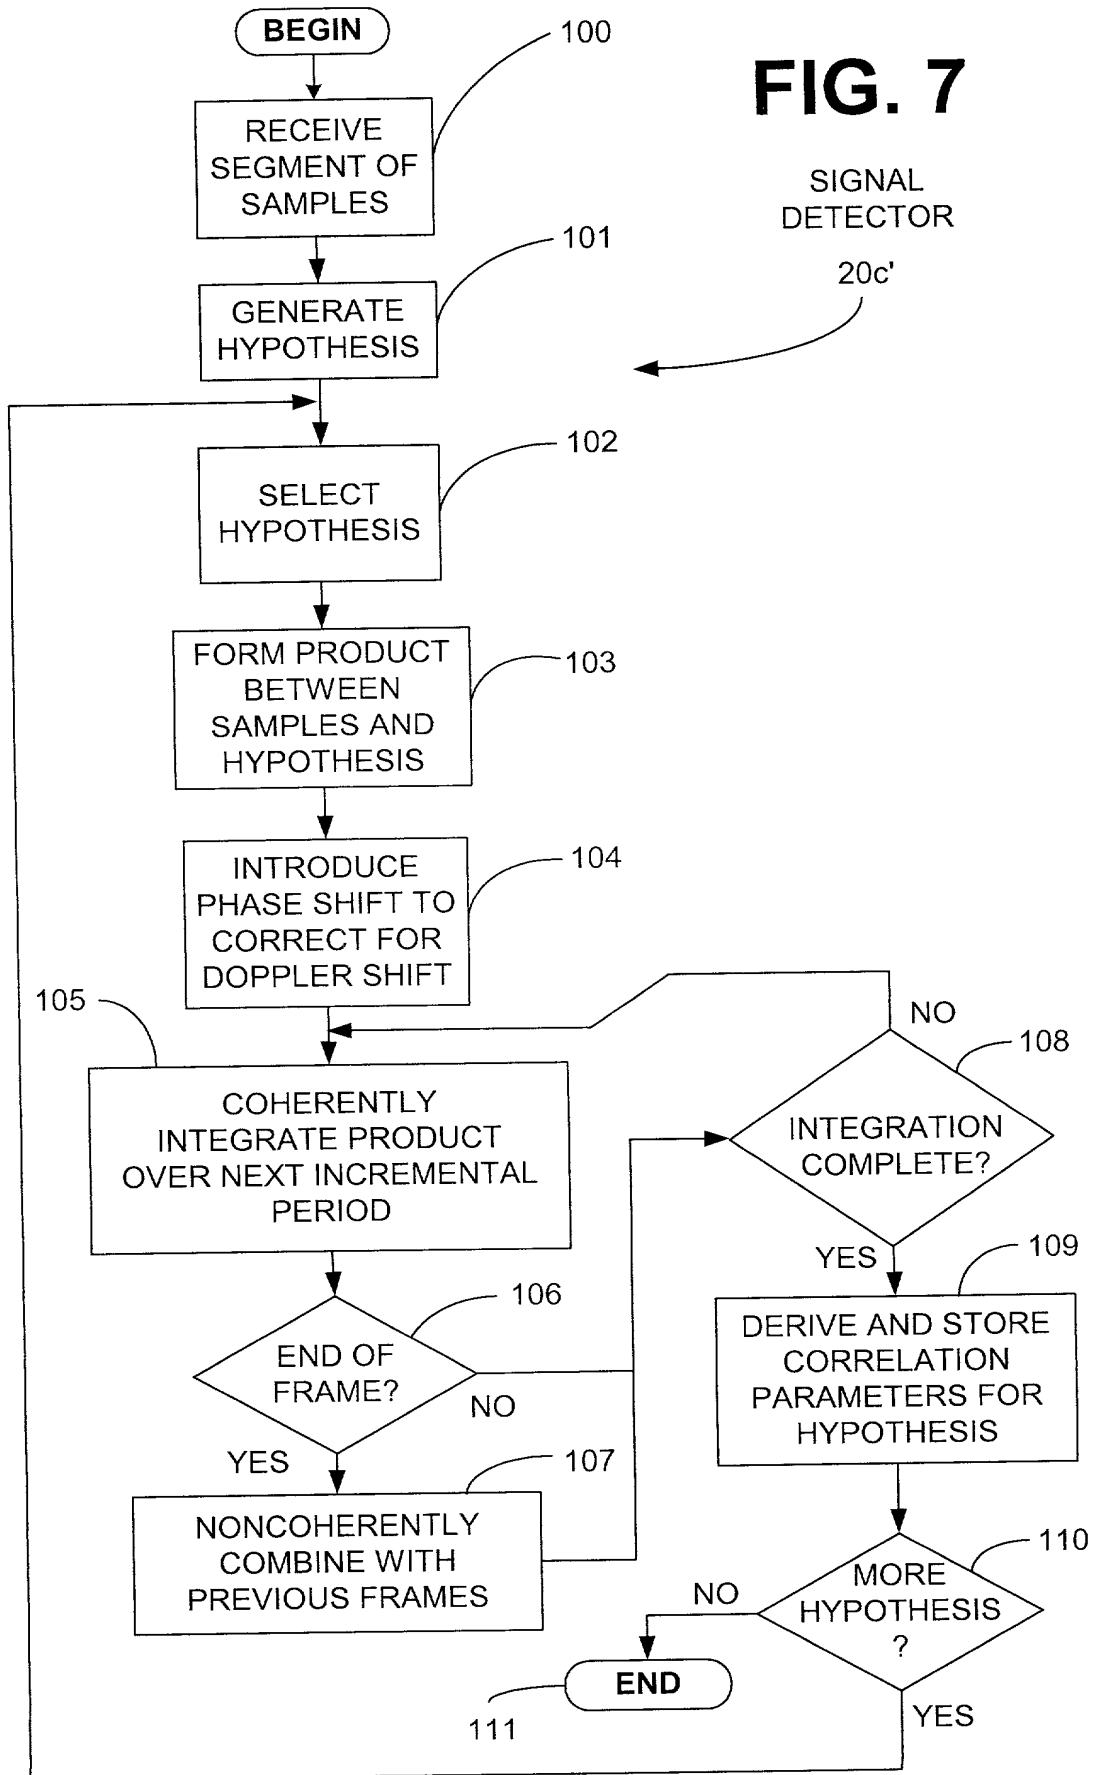 BEGIN
100
FIG. 7
RECEIVE
SEGMENT OF
SAMPLES
SIGNAL
DETECTOR
20c'
101
GENERATE
HYPOTHESIS
102
SELECT
HYPOTHESIS
103
FORM PRODUCT
BETWEEN
SAMPLES AND
HYPOTHESIS
104
INTRODUCE
PHASE SHIFT TO
CORRECT FOR
DOPPLER SHIFT
105
COHERENTLY
INTEGRATE PRODUCT
OVER NEXT INCREMENTAL
PERIOD
106
END OF
FRAME?
NO
YES
107
NONCOHERENTLY
COMBINE WITH
PREVIOUS FRAMES
NO
108
INTEGRATION
COMPLETE?
YES
109
DERIVE AND STORE
CORRELATION
PARAMETERS FOR
HYPOTHESIS
110
MORE
HYPOTHESIS
?
NO
END
111
YES